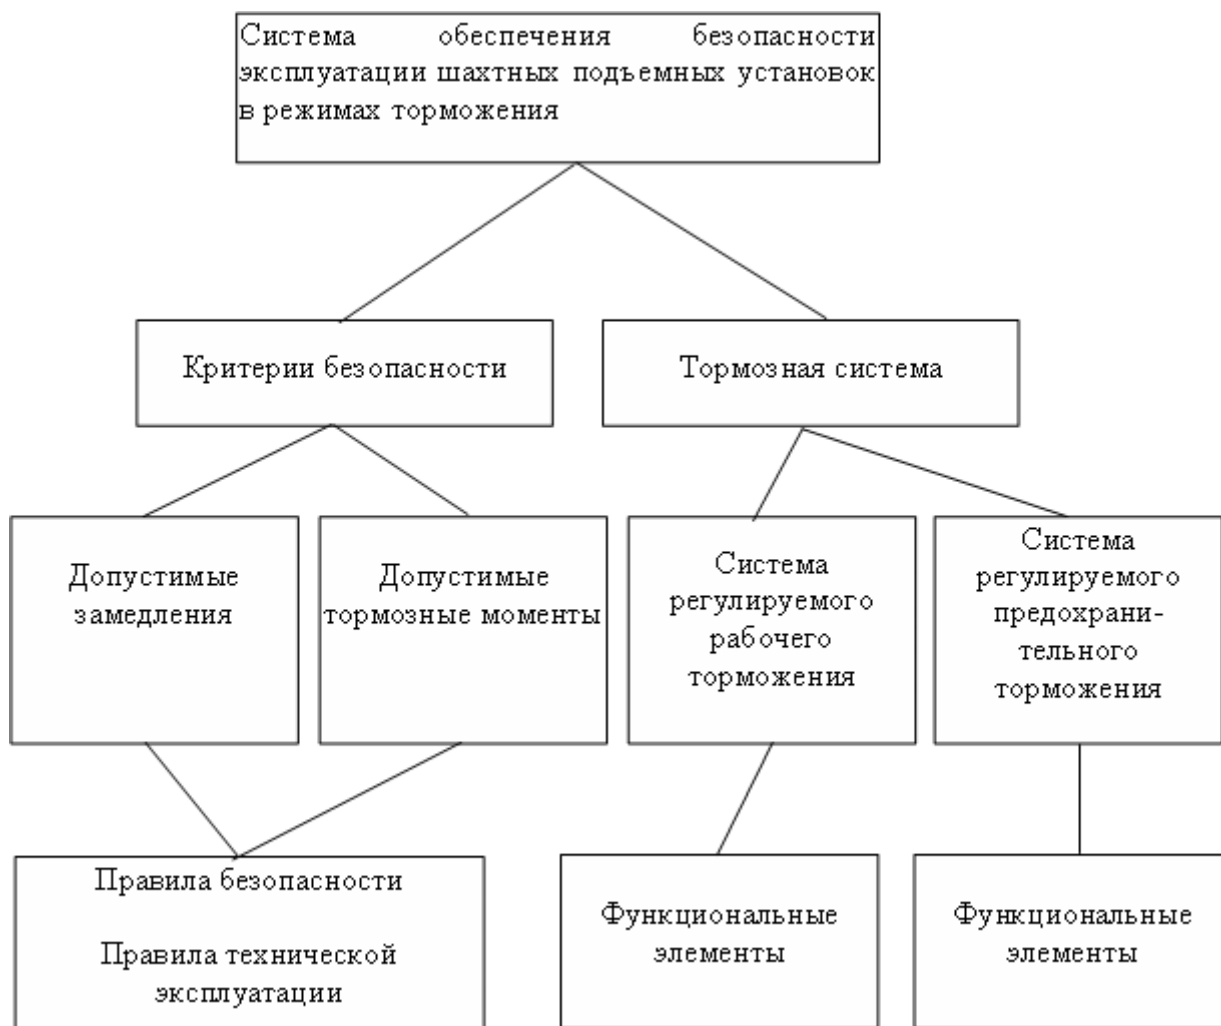 Система обеспечения безопасности
эксплуатации шахтных подъемных установок
в режимах торможения
Критерии безопасности
Тормозная система
Допустимые
замедления
Допустимые
тормозные моменты
Система
регулируемого
рабочего
торможения
Система
регулируемого
предохрани-
тельного
торможения
Правила безопасности
Правила технической
эксплуатации
Функциональные
элементы
Функциональные
элементы